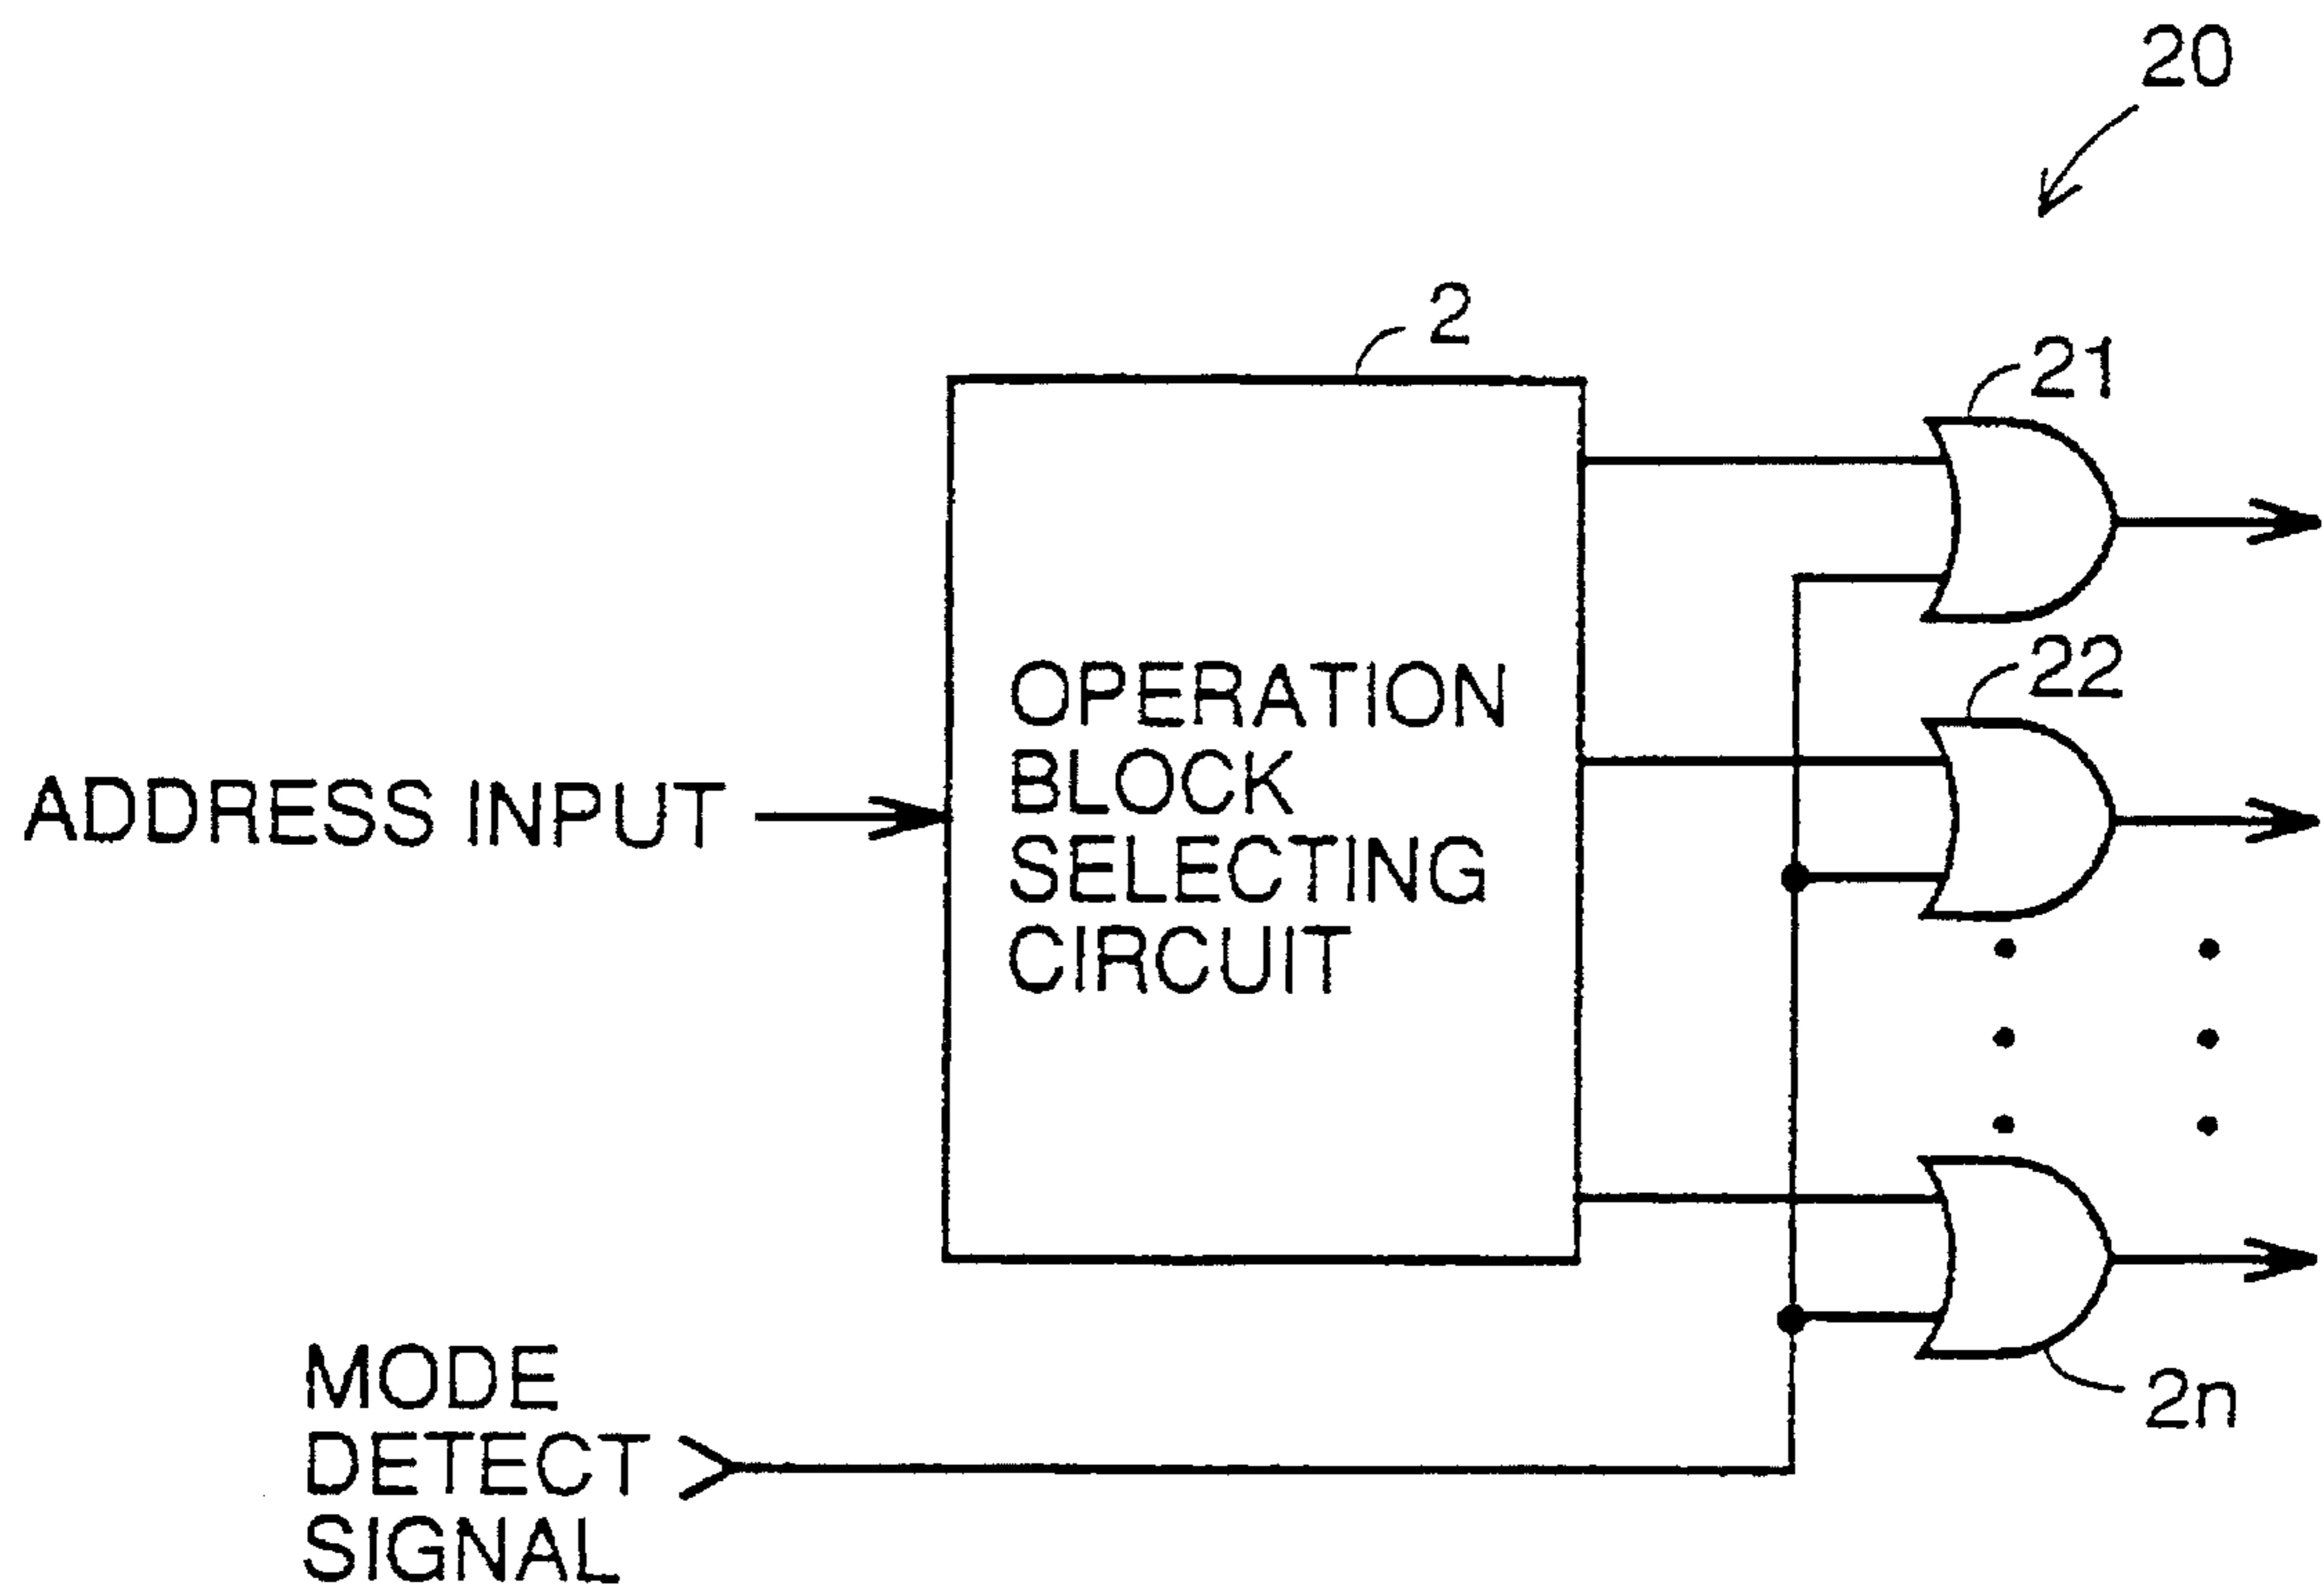 20
2
21
OPERATION
BLOCK
SELECTING
CIRCUIT
22
ADDRESS INPUT
MODE
DETECT
SIGNAL
2n